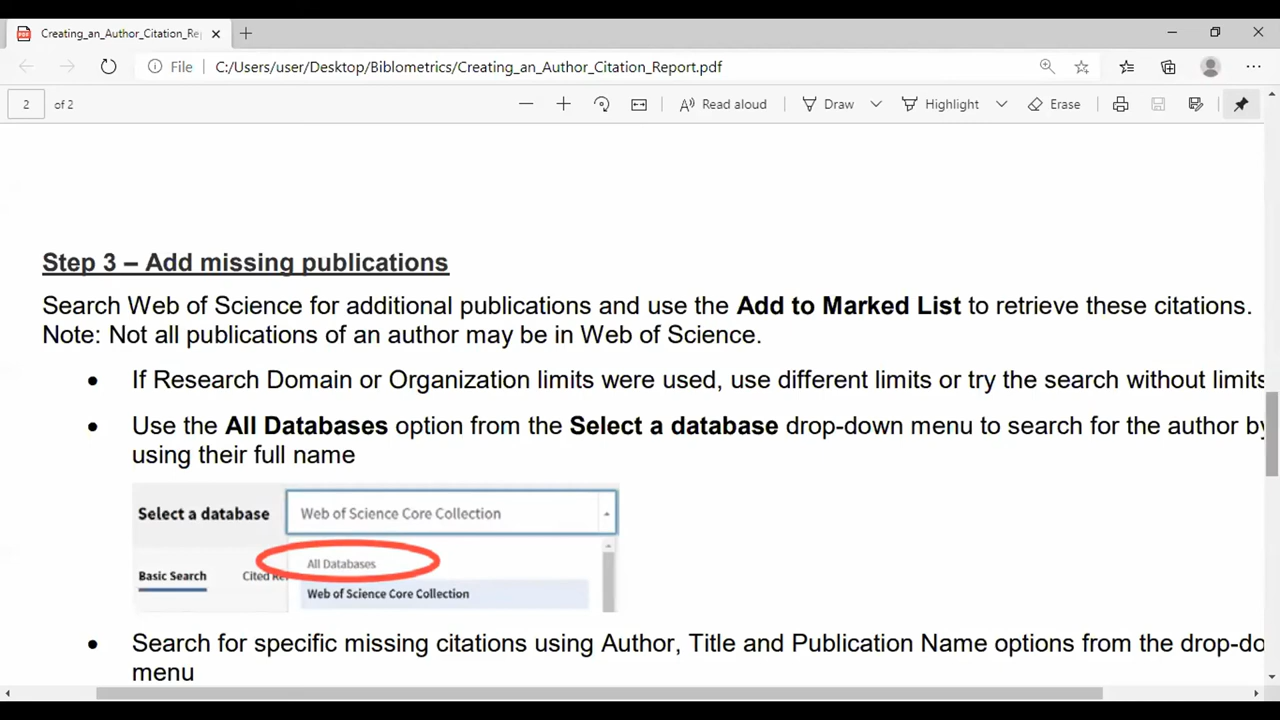 Creating_an_Author_Citation_Re
File C:/Users/user/Desktop/Biblometrics/Creating_an_Author_Citation_Report.pdf
2 of 2 Read aloud Draw Highlight Erase
Step 3 – Add missing publications
Search Web of Science for additional publications and use the Add to Marked List to retrieve these citations.
Note: Not all publications of an author may be in Web of Science.
• If Research Domain or Organization limits were used, use different limits or try the search without limits
• Use the All Databases option from the Select a database drop-down menu to search for the author by
using their full name
Select a database Web of Science Core Collection
All Databases
Basic Search Cited Re
Web of Science Core Collection
• Search for specific missing citations using Author, Title and Publication Name options from the drop-do
menu